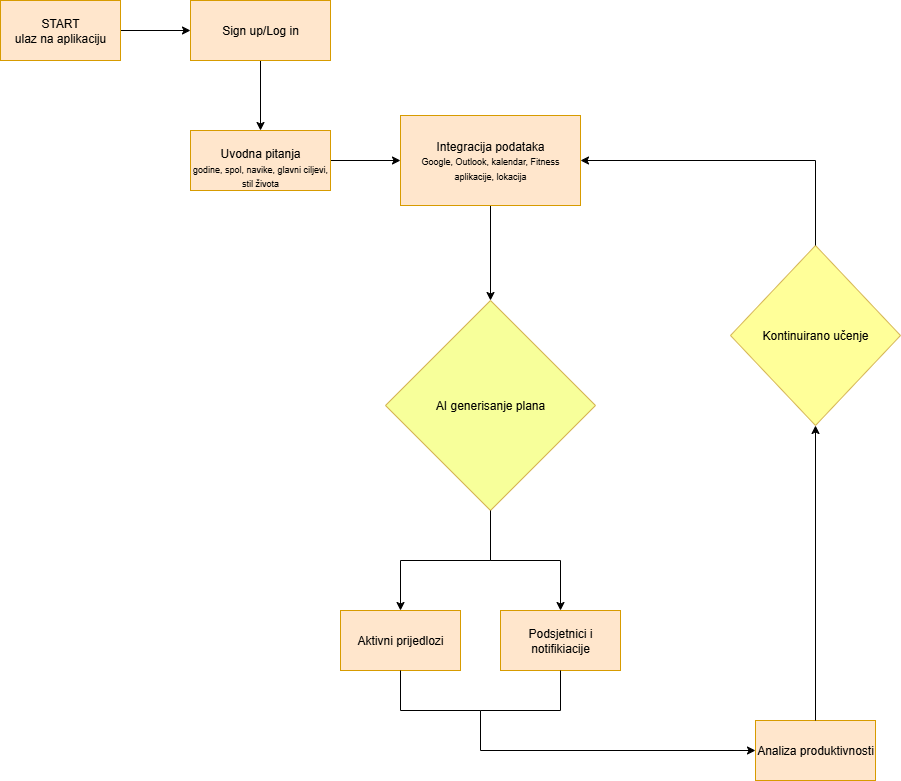 START
ulaz na aplikaciju
Sign up/Log in
Uvodna pitanja
godine, spol, navike, glavni ciljevi,
stil života
Integracija podataka
Google, Outlook, kalendar, Fitness
aplikacije, lokacija
Kontinuirano učenje
AI generisanje plana
Aktivni prijedlozi
Podsjetnici i
notifikiacije
Analiza produktivnosti